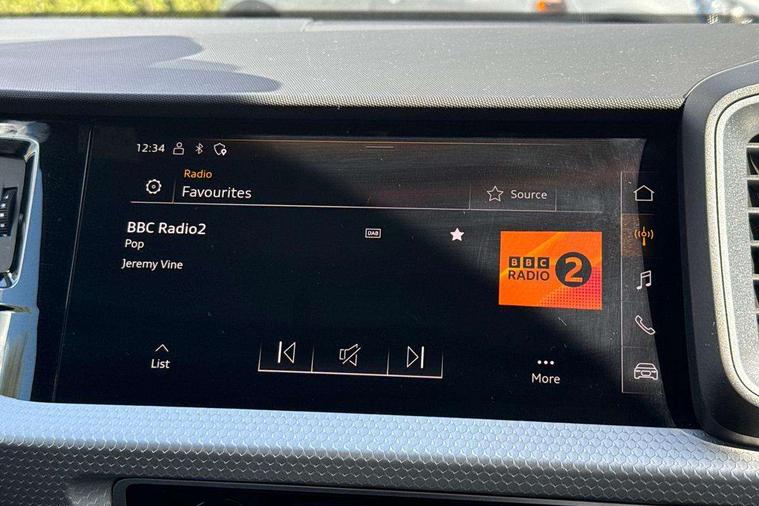 12:34
Radio
Favourites
Source
BBC Radio2
DAB
Pop
Jeremy Vine
BBC
RADIO 2
List
More